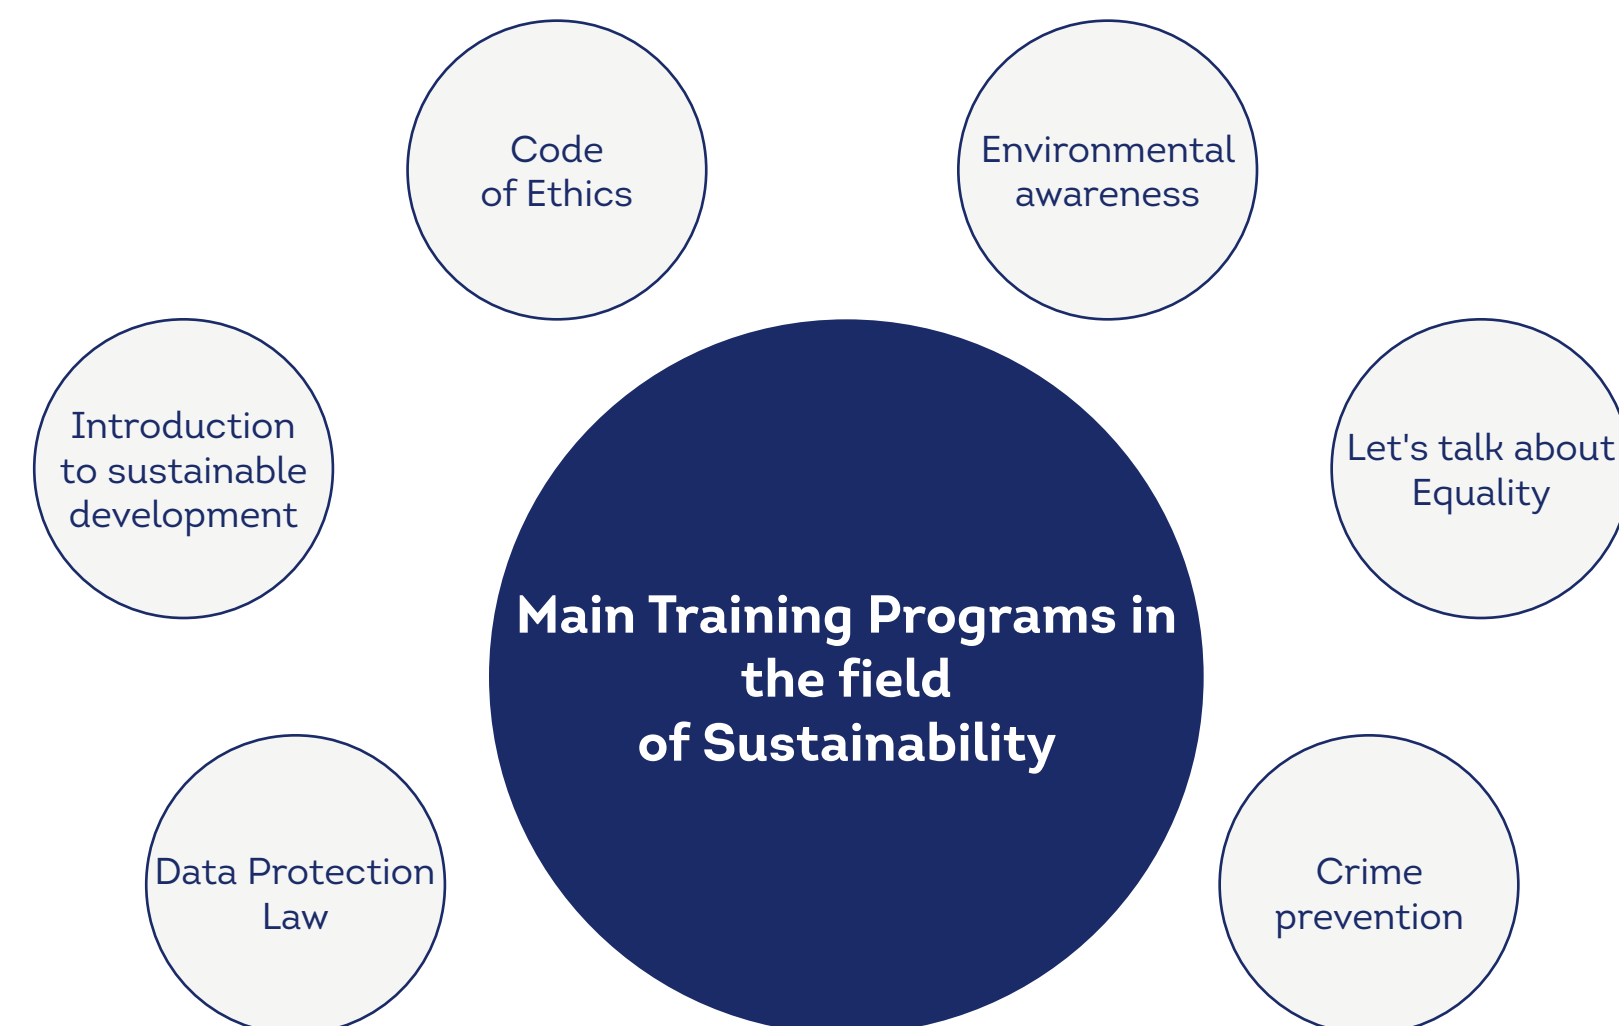 Code
of Ethics
Environmental
awareness
Introduction
to sustainable
development
Let's talk about
Equality
Main Training Programs in
the field
of Sustainability
Data Protection
Law
Crime
prevention